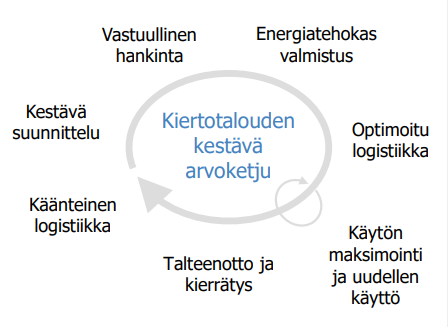 Vastuullinen
hankinta
Energiatehokas
valmistus
Kestävä
suunnittelu
Kiertotalouden
kestävä
arvoketju
Optimoitu
logistiikka
Käänteinen
logistiikka
Talteenotto ja
kierrätys
Käytön
maksimointi
ja uudellen
käyttö